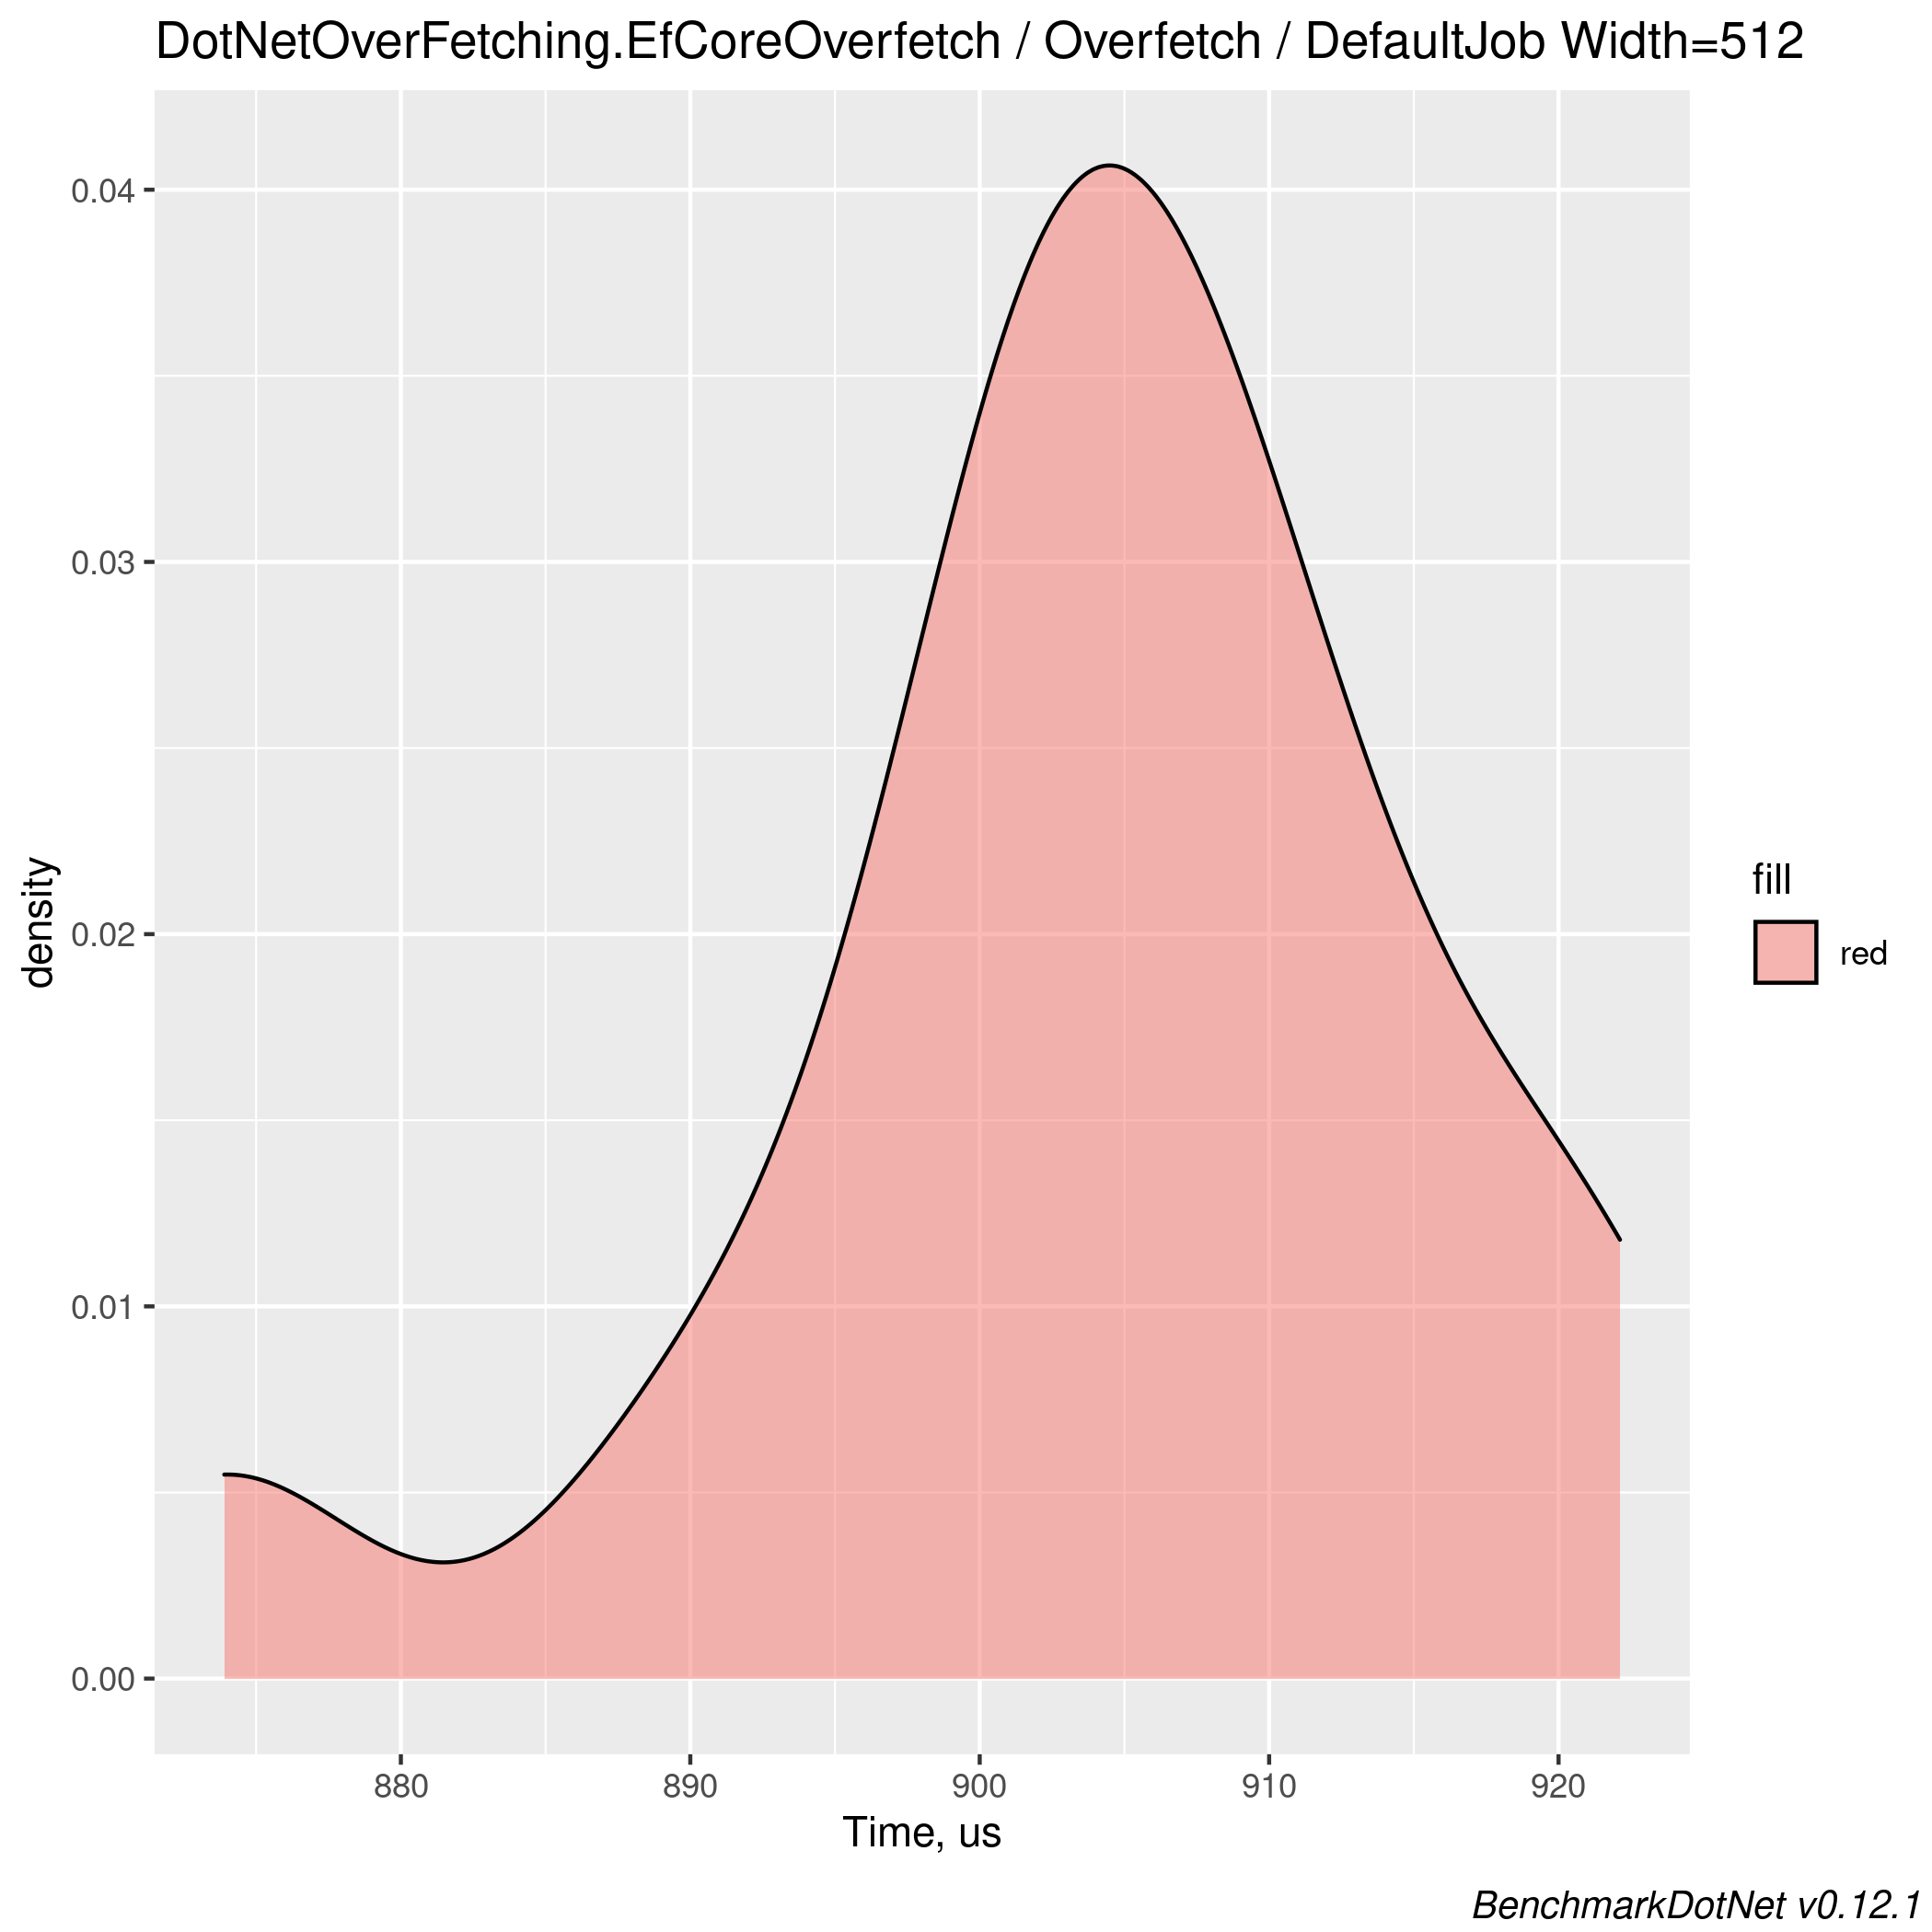 DotNetOverFetching.EfCoreOverfetch / Overfetch / DefaultJob Width=512
0.04
0.03
0.02
0.01
0.00
density
880 890 900 910 920
Time, us
fill
red
BenchmarkDotNet v0.12.1